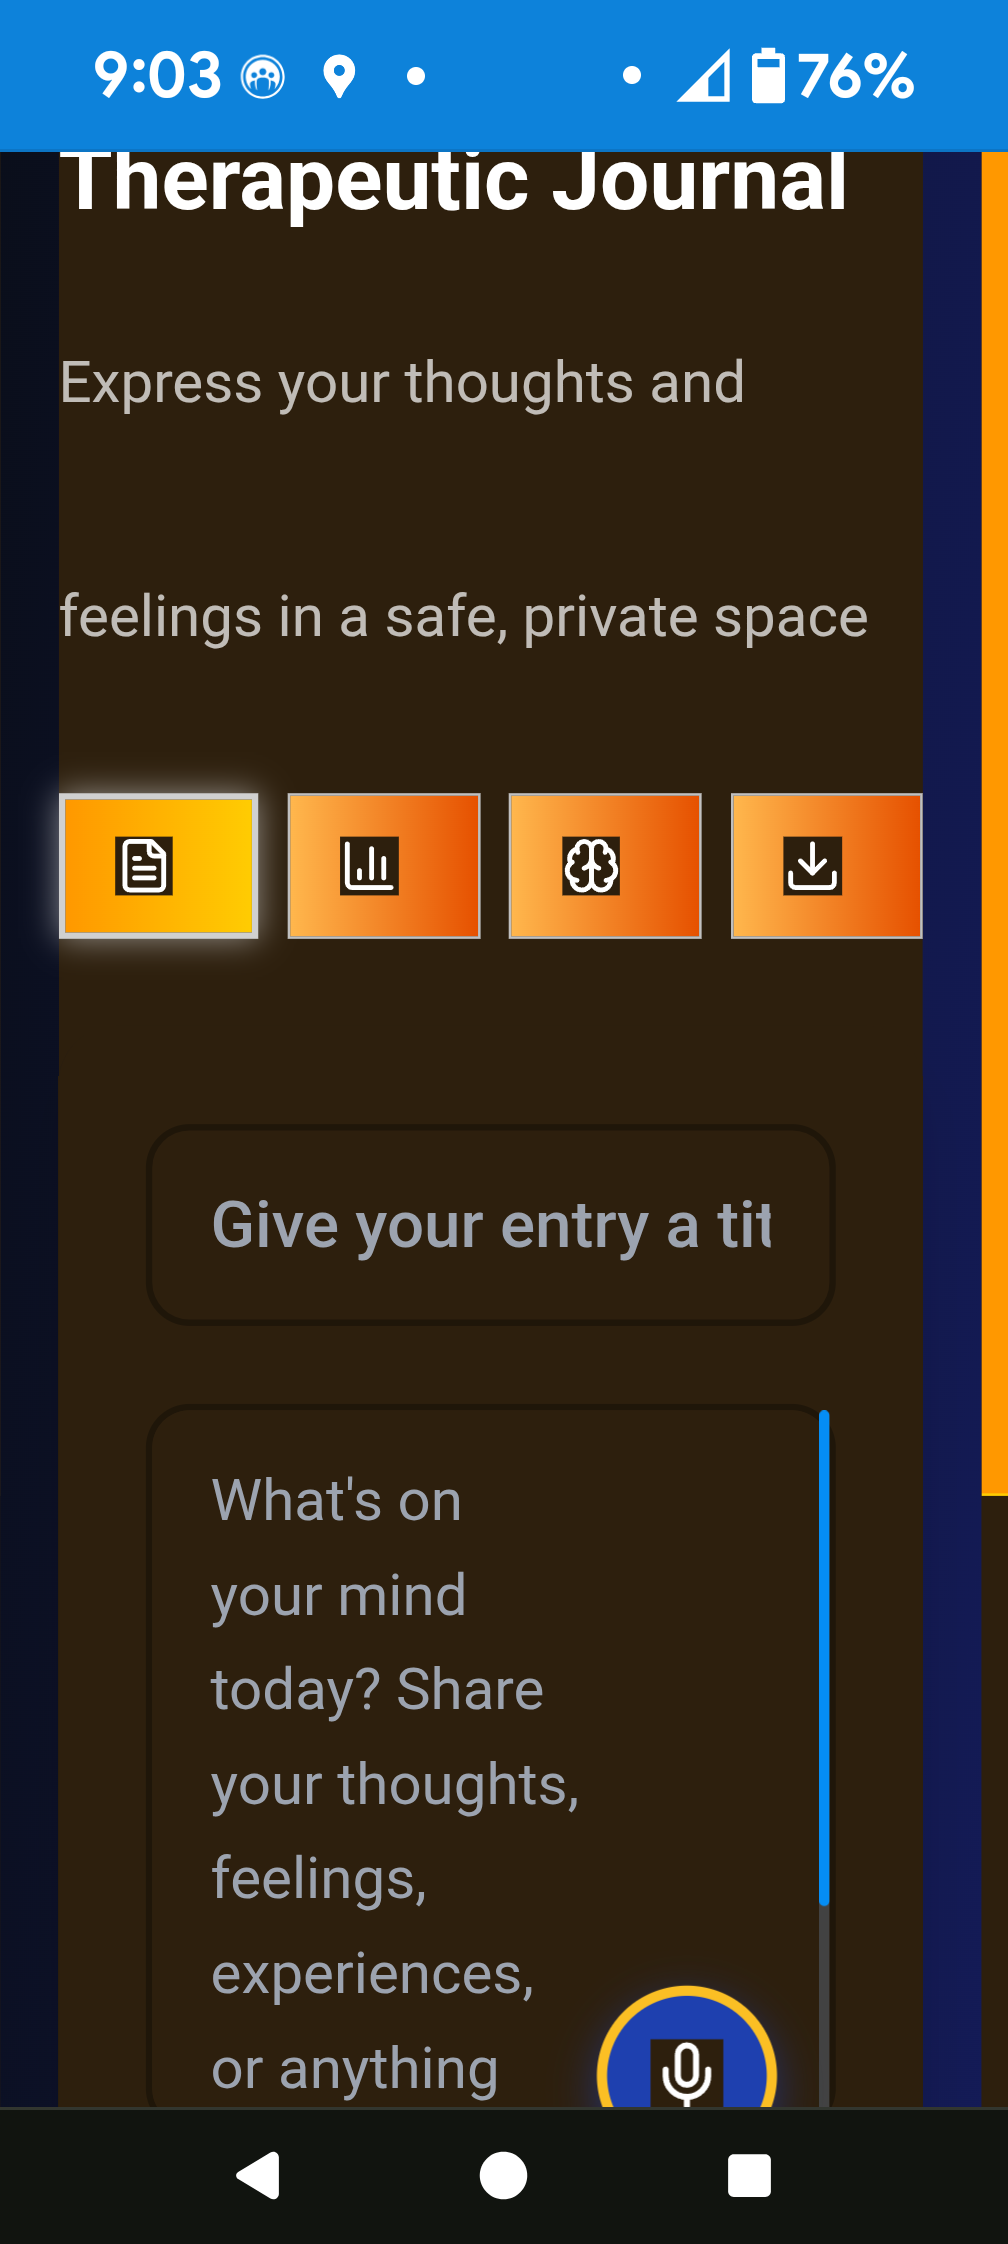 9:03
76%
Therapeutic Journal
Express your thoughts and
feelings in a safe, private space
Give your entry a tit
What's on
your mind
today? Share
your thoughts,
feelings,
experiences,
or anything